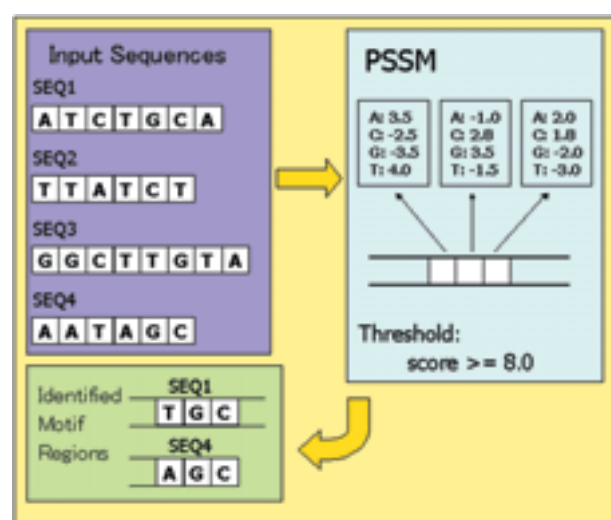 Input Sequences
SEQ1
A T C T G C A
SEQ2
T T A T C T
SEQ3
G G C T T G T A
SEQ4
A A T A G C
PSSM
A: 3.5
C: -2.5
G: -3.5
T: 4.0
A: -1.0
C: 2.8
G: 3.5
T: -1.5
A: 2.0
C: 1.8
G: -2.0
T: -3.0
Threshold:
score >= 8.0
Identified
Motif
Regions
SEQ1
T G C
SEQ4
A G C